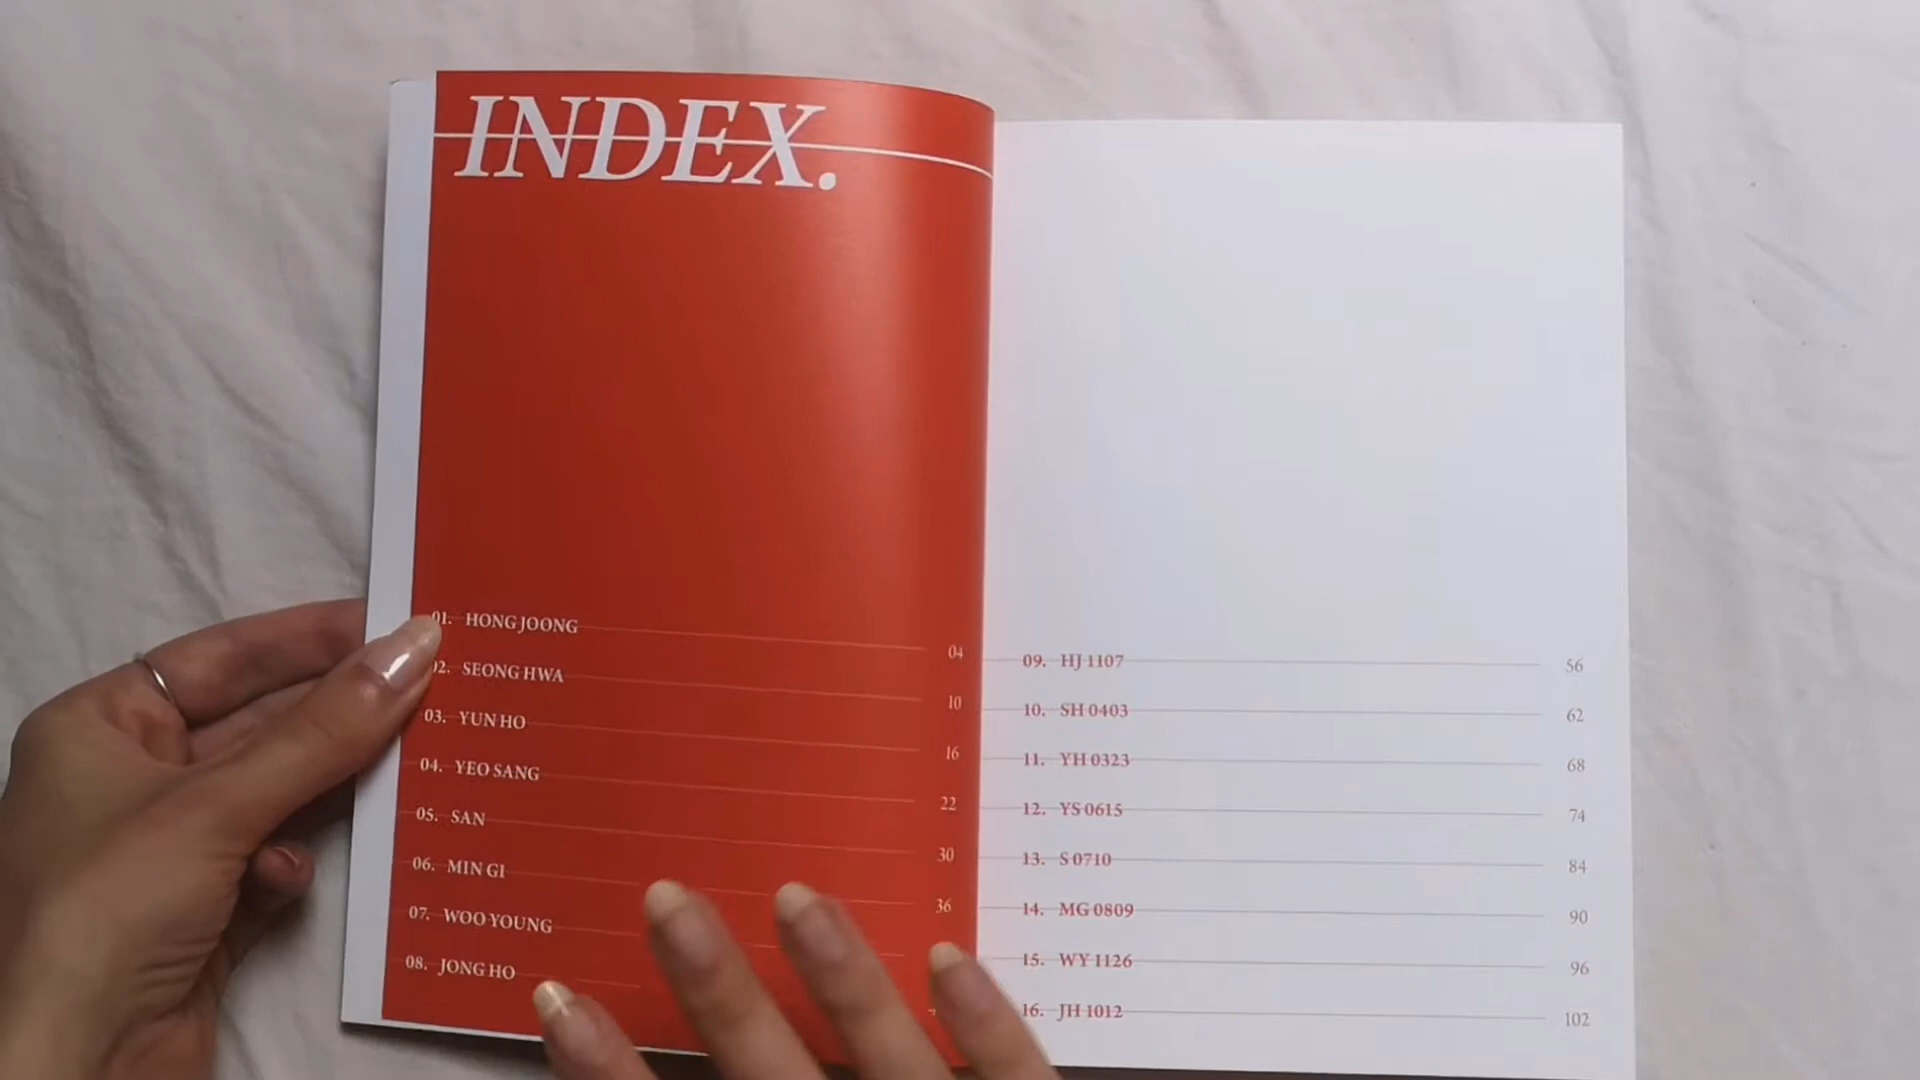 INDEX.
01. HONG JOONG 04
02. SEONG HWA 10
03. YUN HO 16
04. YEO SANG 22
05. SAN 30
06. MIN GI 36
07. WOO YOUNG
08. JONG HO
09. HJ 1107 56
10. SH 0403 62
11. YH 0323 68
12. YS 0615 74
13. S 0710 84
14. MG 0809 90
15. WY 1126 96
16. JH 1012 102